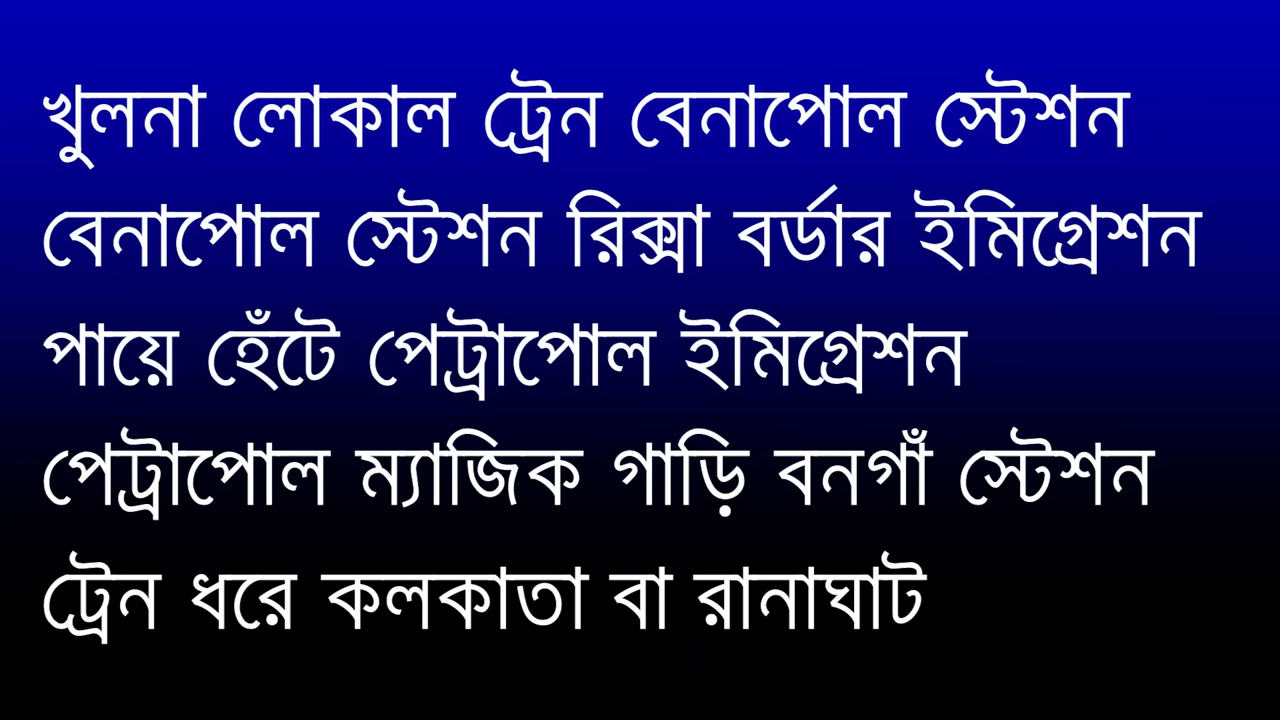 খুলনা লোকাল ট্রেন বেনাপোল স্টেশন
বেনাপোল স্টেশন রিক্সা বর্ডার ইমিগ্রেশন
পায়ে হেঁটে পেট্রাপোল ইমিগ্রেশন
পেট্রাপোল ম্যাজিক গাড়ি বনগাঁ স্টেশন
ট্রেন ধরে কলকাতা বা রানাঘাট